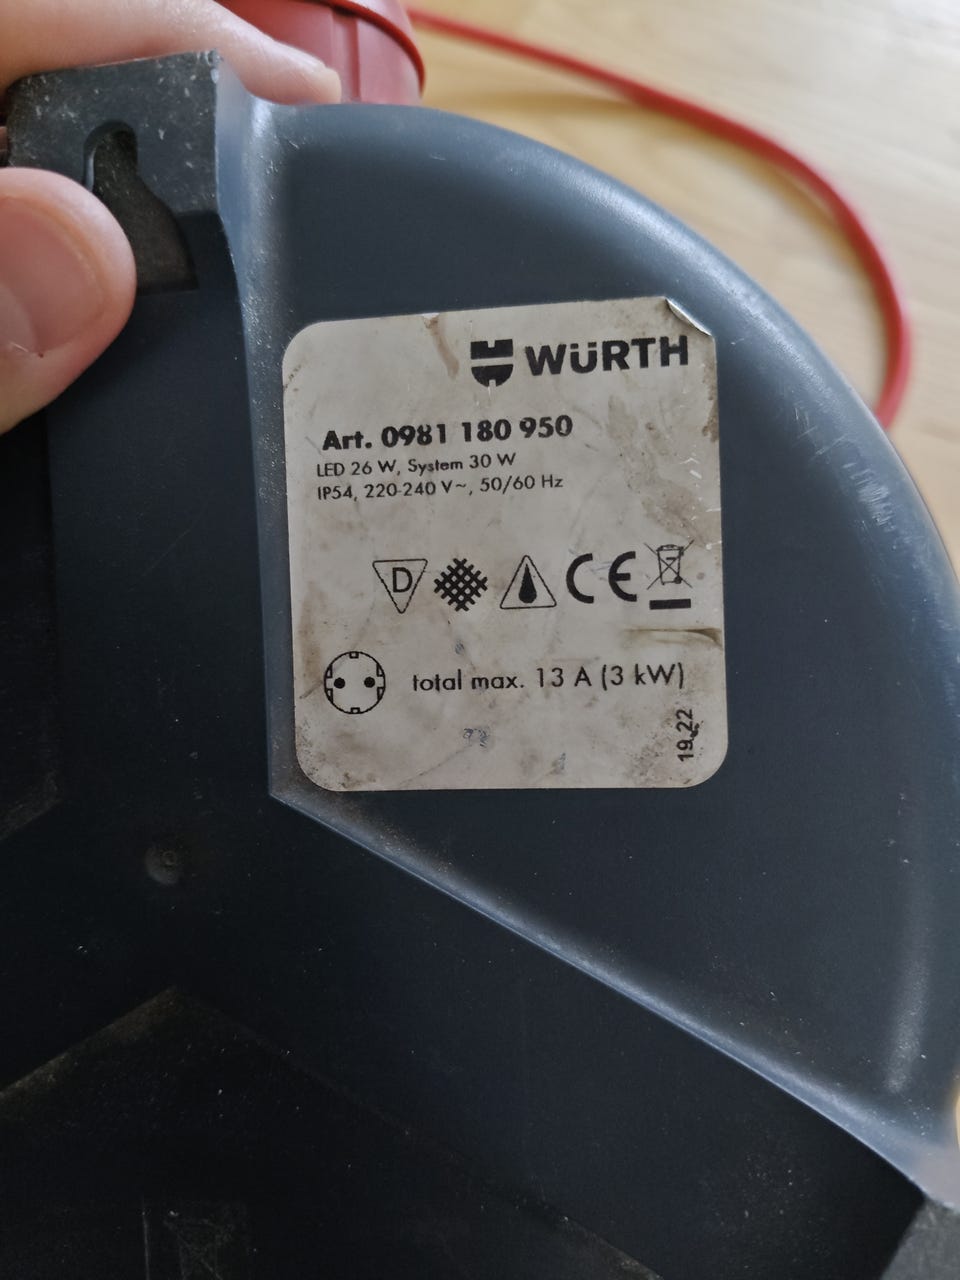 WÜRTH
Art. 0981 180 950
LED 26 W, System 30 W
IP54, 220-240 V~, 50/60 Hz
D
CE
total max. 13 A (3 kW)
19.22